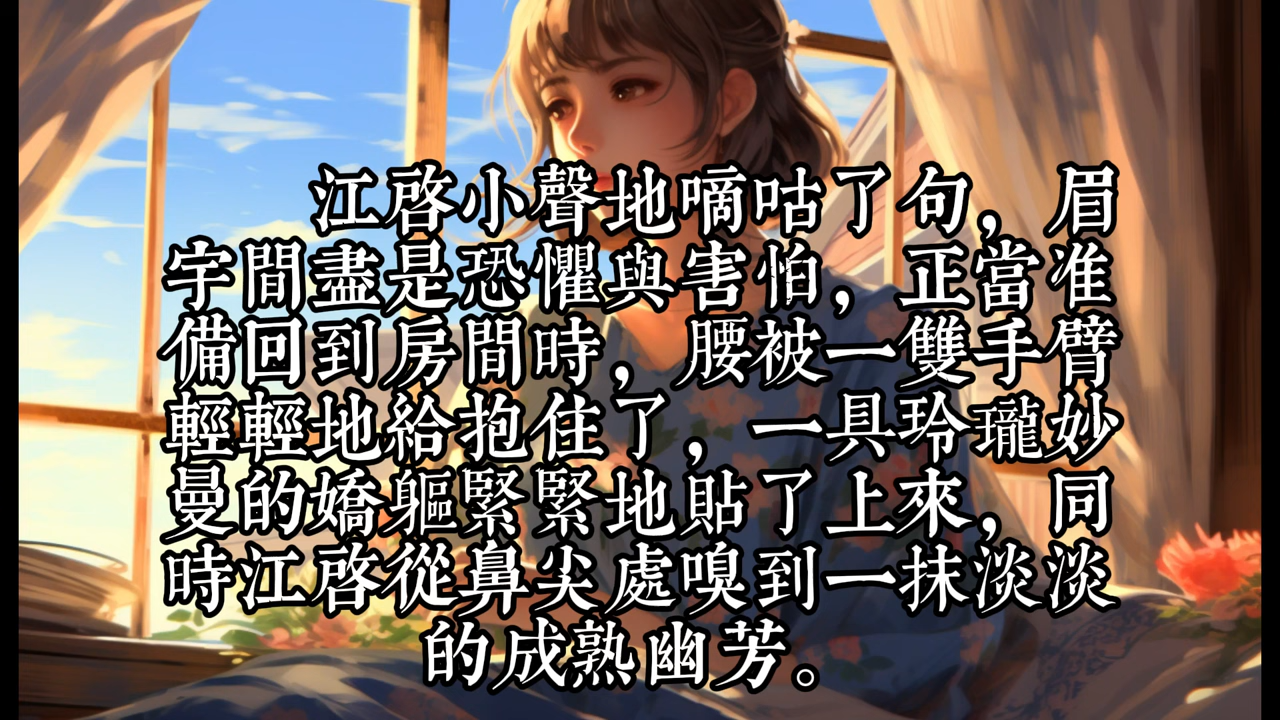 江啓小聲地嘀咕了句，眉
宇間盡是恐懼與害怕，正當准
備回到房間時，腰被一雙手臂
輕輕地給抱住了，一具玲瓏妙
曼的嬌軀緊緊地貼了上來，同
時江啓從鼻尖處嗅到一抹淡淡
的成熟幽芳。